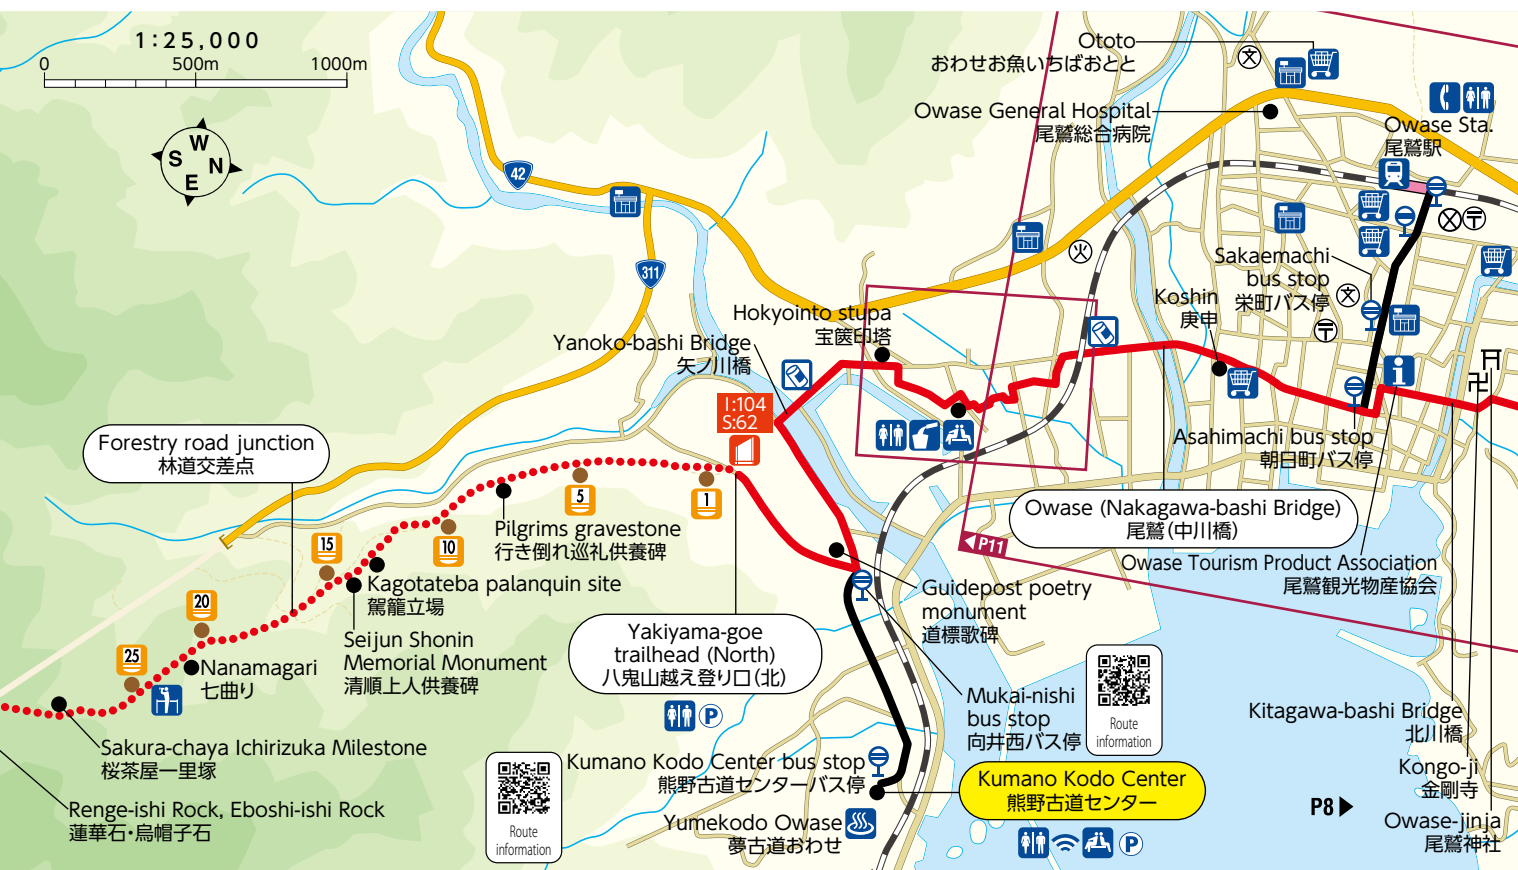 1:25,000
0 500m 1000m
W
S N
E
42
311
Ototo
おわせお魚いちばおとと
文
Owase General Hospital
尾鷲総合病院
Owase Sta.
尾鷲駅
火
Sakaemachi
bus stop
栄町バス停
文
Koshin
庚申
Hokyointo stupa
宝篋印塔
Yanoko-bashi Bridge
矢ノ川橋
I:104
S:62
i
Asahimachi bus stop
朝日町バス停
Forestry road junction
林道交差点
Owase (Nakagawa-bashi Bridge)
尾鷲(中川橋)
P11
Owase Tourism Product Association
尾鷲観光物産協会
1
5
10
15
20
25
Pilgrims gravestone
行き倒れ巡礼供養碑
Kagotateba palanquin site
駕籠立場
Seijun Shonin
Memorial Monument
清順上人供養碑
Nanamagari
七曲り
Guidepost poetry
monument
道標歌碑
Yakiyama-goe
trailhead (North)
八鬼山越え登り口(北)
P
Mukai-nishi
bus stop
向井西バス停
Route
information
Kitagawa-bashi Bridge
北川橋
Sakura-chaya Ichirizuka Milestone
桜茶屋一里塚
Kumano Kodo Center bus stop
熊野古道センターバス停
Kumano Kodo Center
熊野古道センター
Kongo-ji
金剛寺
P8
Renge-ishi Rock, Eboshi-ishi Rock
蓮華石・烏帽子石
Route
information
Yumekodo Owase
夢古道おわせ
P
Owase-jinja
尾鷲神社